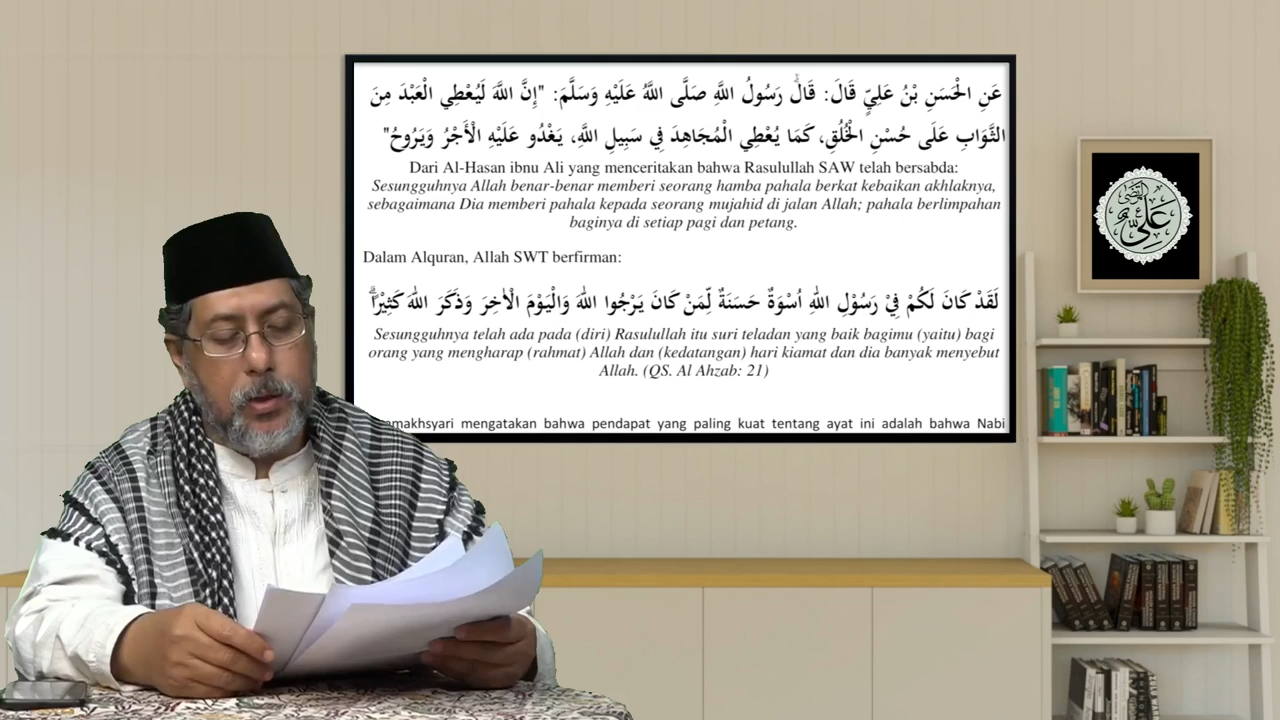 عَنِ الْحَسَنِ بْنُ عَلِيٍّ قَالَ: قَالَ رَسُولُ اللَّهِ صَلَّى اللَّهُ عَلَيْهِ وَسَلَّمَ: "إِنَّ اللَّهَ لَيُعْطِي الْعَبْدَ مِنَ
الثَّوَابِ عَلَى حُسْنِ الْخُلُقِ، كَمَا يُعْطِي الْمُجَاهِدَ فِي سَبِيلِ اللَّهِ، يَغْدُو عَلَيْهِ الْأَجْرُ وَيَرُوحُ"
Dari Al-Hasan ibnu Ali yang menceritakan bahwa Rasulullah SAW telah bersabda:
Sesungguhnya Allah benar-benar memberi seorang hamba pahala berkat kebaikan akhlaknya,
sebagainana Dia memberi pahala kepada seorang mujahid di jalan Allah; pahala berlimpahan
baginya di setiap pagi dan petang.
Dalam Alquran, Allah SWT berfirman:
لَقَدْ كَانَ لَكُمْ فِيْ رَسُوْلِ اللّٰهِ اُسْوَةٌ حَسَنَةٌ لِّمَنْ كَانَ يَرْجُوا اللّٰهَ وَالْيَوْمَ الْاٰخِرَ وَذَكَرَ اللّٰهَ كَثِيْرًاۗ
Sesungguhnya telah ada pada (diri) Rasulullah itu suri teladan yang baik bagimu (yaitu) bagi
orang yang mengharap (rahmat) Allah dan (kedatangan) hari kiamat dan dia banyak menyebut
Allah. (QS. Al Ahzab: 21)
mengatakan bahwa pendapat yang paling kuat tentang ayat ini adalah bahwa Nabi